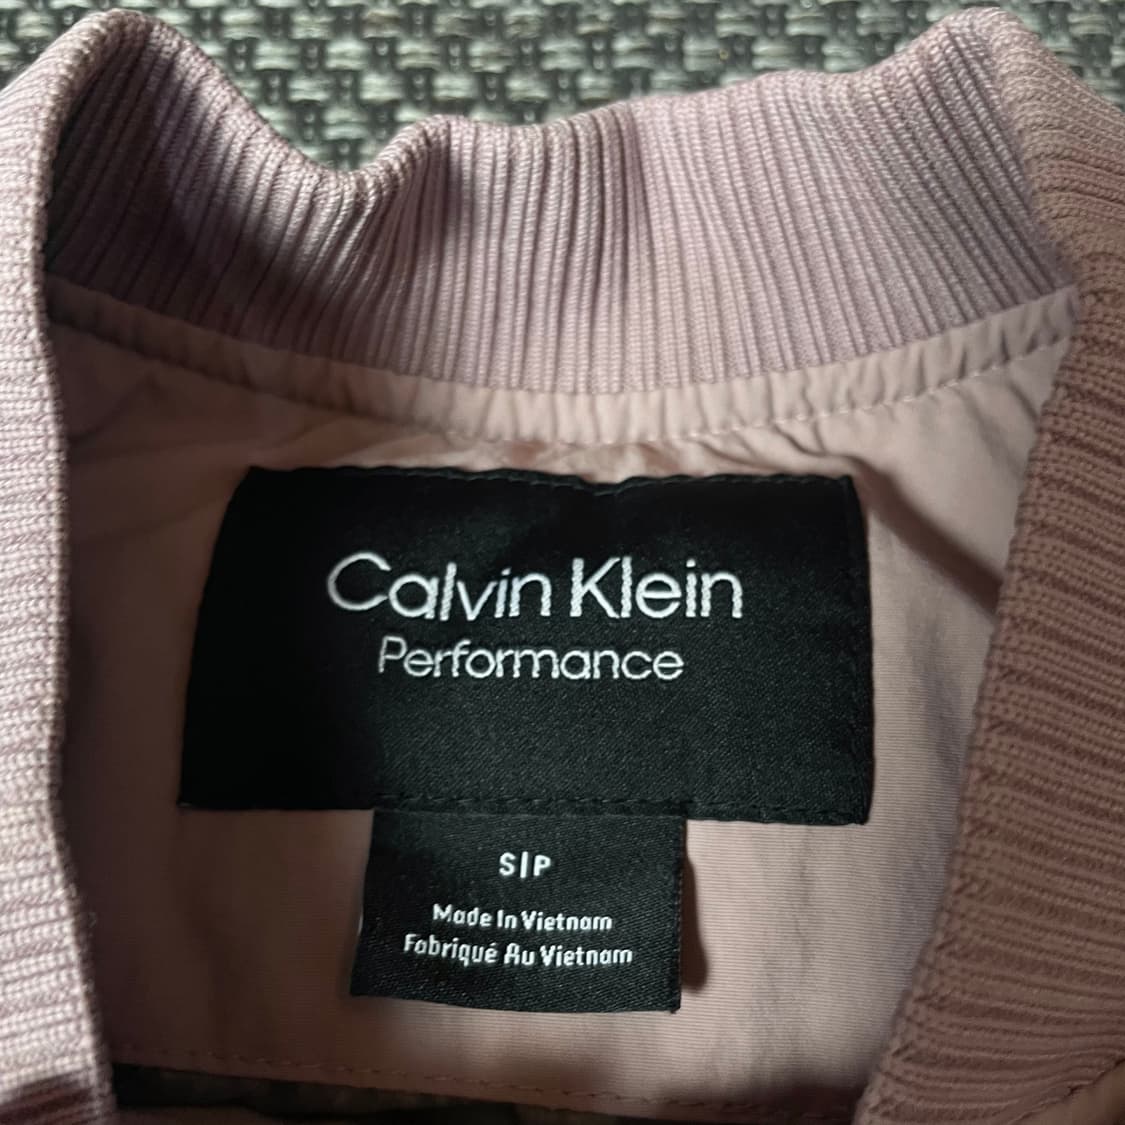 Calvin Klein
Performance
S|P
Made In Vietnam
Fabriqué Au Vietnam